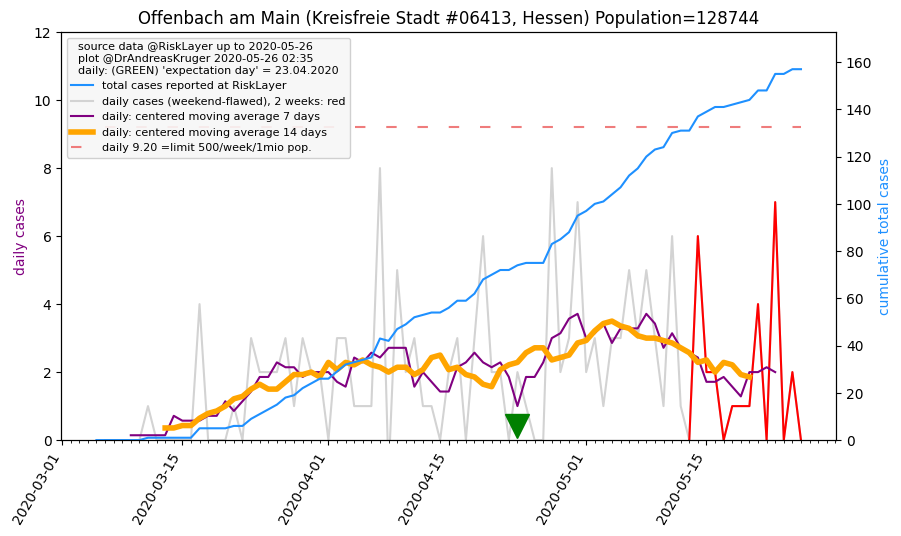 Offenbach am Main (Kreisfreie Stadt #06413, Hessen) Population=128744
source data @RiskLayer up to 2020-05-26
plot @DrAndreasKruger 2020-05-26 02:35
daily: (GREEN) 'expectation day' = 23.04.2020
total cases reported at RiskLayer
daily cases (weekend-flawed), 2 weeks: red
daily: centered moving average 7 days
daily: centered moving average 14 days
daily 9.20 =limit 500/week/1mio pop.
daily cases
12
10
8
6
4
2
0
160
140
120
100
80
60
40
20
0
cumulative total cases
2020-03-01
2020-03-15
2020-04-01
2020-04-15
2020-05-01
2020-05-15